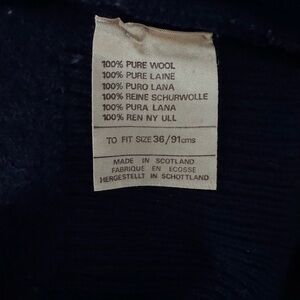 100% PURE WOOL
100% PURE LAINE
100% PURO LANA
100% REINE SCHURWOLLE
100% PURA LANA
100% REN NY ULL
TO FIT SIZE 36/91cms
MADE IN SCOTLAND
FABRIQUE EN ECOSSE
HERGESTELLT IN SCHOTTLAND